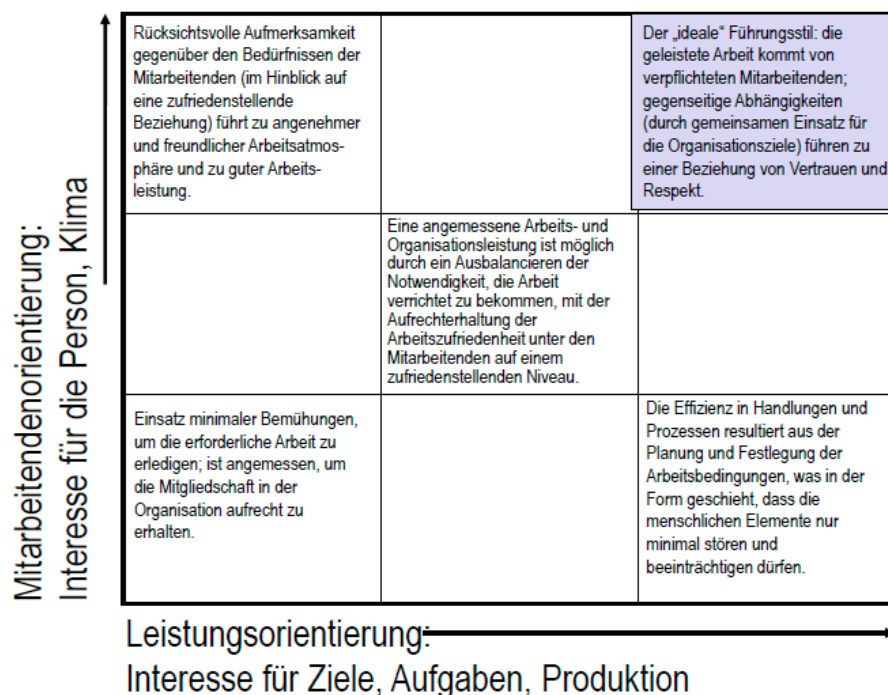 Mitarbeitendenorientierung:
Interesse für die Person, Klima
Rücksichtsvolle Aufmerksamkeit
gegenüber den Bedürfnissen der
Mitarbeitenden (im Hinblick auf
eine zufriedenstellende
Beziehung) führt zu angenehmer
und freundlicher Arbeitsatmos-
phäre und zu guter Arbeits-
leistung.
Der „ideale“ Führungsstil: die
geleistete Arbeit kommt von
verpflichteten Mitarbeitenden;
gegenseitige Abhängigkeiten
(durch gemeinsamen Einsatz für
die Organisationsziele) führen zu
einer Beziehung von Vertrauen und
Respekt.
Eine angemessene Arbeits- und
Organisationsleistung ist möglich
durch ein Ausbalancieren der
Notwendigkeit, die Arbeit
verrichtet zu bekommen, mit der
Aufrechterhaltung der
Arbeitszufriedenheit unter den
Mitarbeitenden auf einem
zufriedenstellenden Niveau.
Einsatz minimaler Bemühungen,
um die erforderliche Arbeit zu
erledigen; ist angemessen, um
die Mitgliedschaft in der
Organisation aufrecht zu
erhalten.
Die Effizienz in Handlungen und
Prozessen resultiert aus der
Planung und Festlegung der
Arbeitsbedingungen, was in der
Form geschieht, dass die
menschlichen Elemente nur
minimal stören und
beeinträchtigen dürfen.
Leistungsorientierung:
Interesse für Ziele, Aufgaben, Produktion